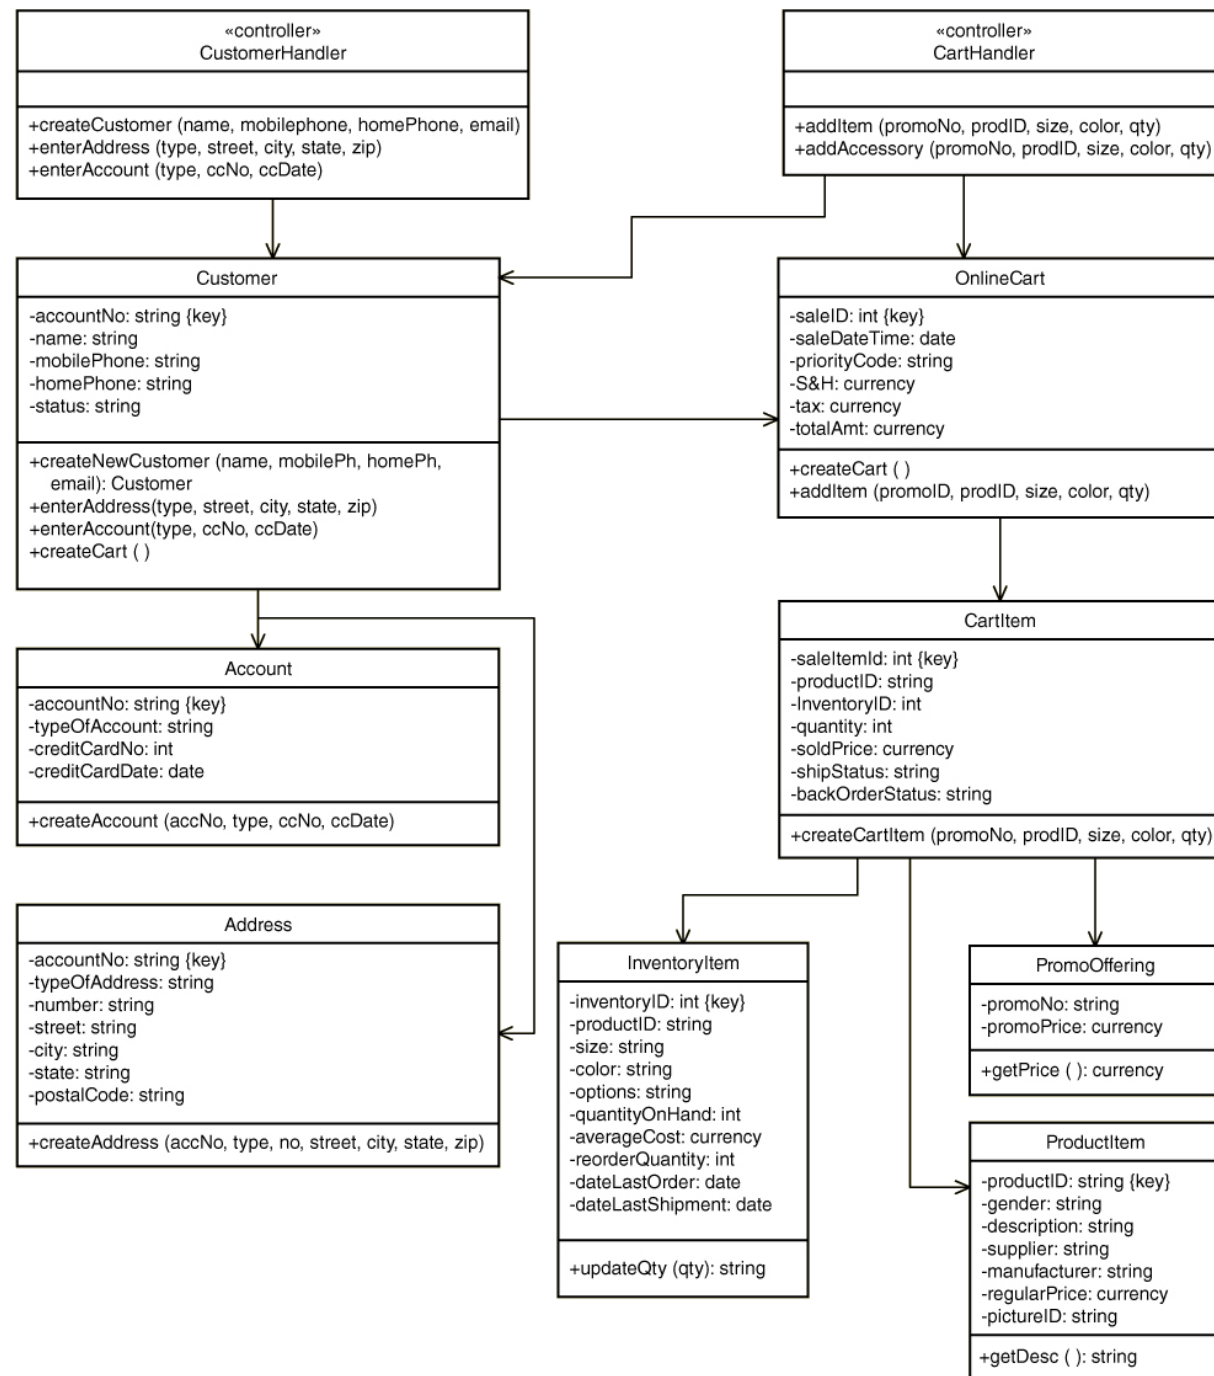 «controller»
CustomerHandler
+createCustomer (name, mobilephone, homePhone, email)
+enterAddress (type, street, city, state, zip)
+enterAccount (type, ccNo, ccDate)
«controller»
CartHandler
+addItem (promoNo, prodID, size, color, qty)
+addAccessory (promoNo, prodID, size, color, qty)
Customer
-accountNo: string {key}
-name: string
-mobilePhone: string
-homePhone: string
-status: string
+createNewCustomer (name, mobilePh, homePh,
email): Customer
+enterAddress(type, street, city, state, zip)
+enterAccount(type, ccNo, ccDate)
+createCart ( )
OnlineCart
-saleID: int {key}
-saleDateTime: date
-priorityCode: string
-S&H: currency
-tax: currency
-totalAmt: currency
+createCart ( )
+addItem (promoID, prodID, size, color, qty)
Account
-accountNo: string {key}
-typeOfAccount: string
-creditCardNo: int
-creditCardDate: date
+createAccount (accNo, type, ccNo, ccDate)
CartItem
-saleItemId: int {key}
-productID: string
-InventoryID: int
-quantity: int
-soldPrice: currency
-shipStatus: string
-backOrderStatus: string
+createCartItem (promoNo, prodID, size, color, qty)
Address
-accountNo: string {key}
-typeOfAddress: string
-number: string
-street: string
-city: string
-state: string
-postalCode: string
+createAddress (accNo, type, no, street, city, state, zip)
InventoryItem
-inventoryID: int {key}
-productID: string
-size: string
-color: string
-options: string
-quantityOnHand: int
-averageCost: currency
-reorderQuantity: int
-dateLastOrder: date
-dateLastShipment: date
+updateQty (qty): string
PromoOffering
-promoNo: string
-promoPrice: currency
+getPrice ( ): currency
ProductItem
-productID: string {key}
-gender: string
-description: string
-supplier: string
-manufacturer: string
-regularPrice: currency
-pictureID: string
+getDesc ( ): string